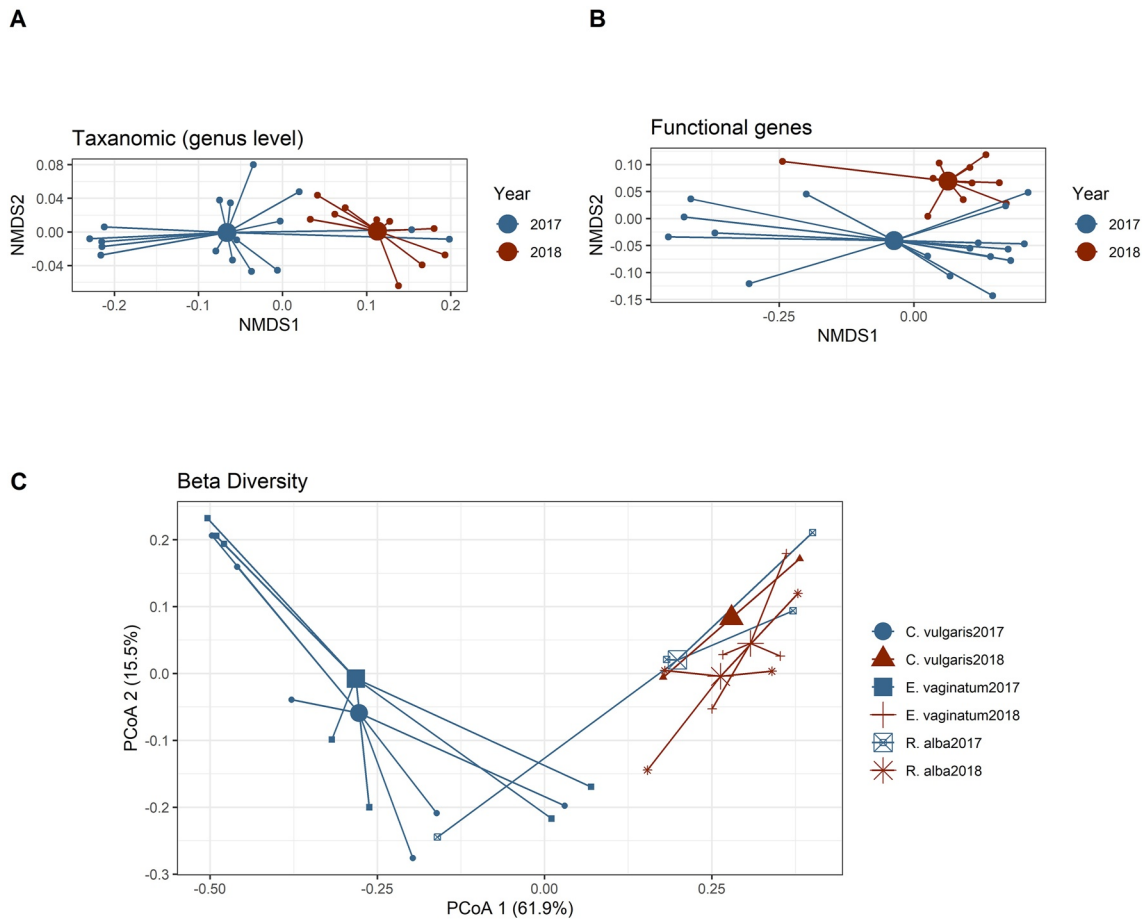 A
B
Taxanomic (genus level)
0.08
0.04
0.00
-0.04
NMDS2
-0.2
-0.1
0.0
0.1
0.2
NMDS1
Year
2017
2018
Functional genes
0.10
0.05
0.00
-0.05
-0.10
-0.15
NMDS2
-0.25
0.00
NMDS1
Year
2017
2018
C
Beta Diversity
0.2
0.1
0.0
-0.1
-0.2
-0.3
PCoA 2 (15.5%)
-0.50
-0.25
0.00
0.25
PCoA 1 (61.9%)
C. vulgaris2017
C. vulgaris2018
E. vaginatum2017
E. vaginatum2018
R. alba2017
R. alba2018